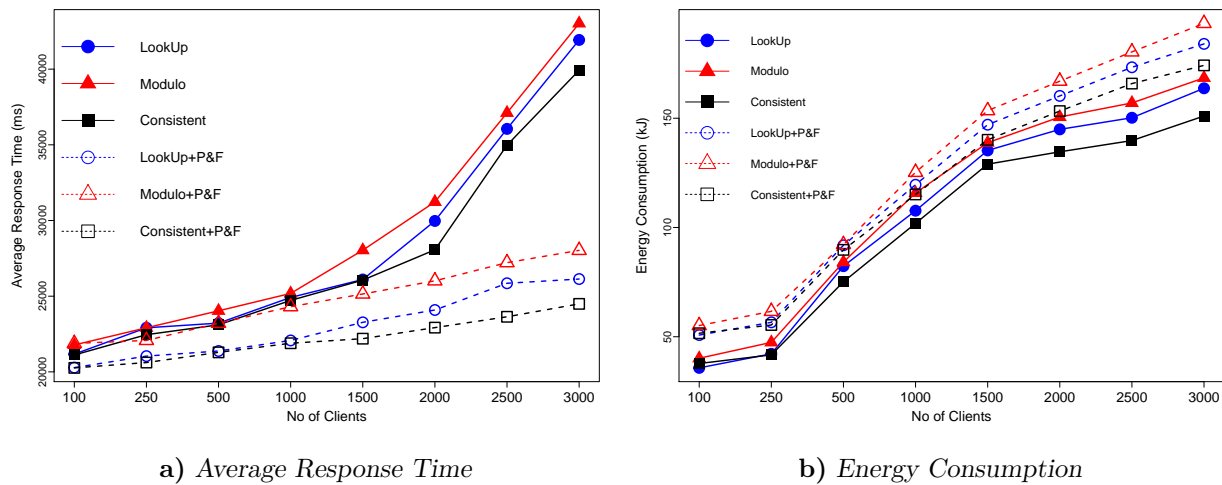 Average Response Time (ms)
20000 25000 30000 35000 40000
LookUp
Modulo
Consistent
LookUp+P&F
Modulo+P&F
Consistent+P&F
100 250 500 1000 1500 2000 2500 3000
No of Clients
a) Average Response Time
Energy Consumption (kJ)
50 100 150
LookUp
Modulo
Consistent
LookUp+P&F
Modulo+P&F
Consistent+P&F
100 250 500 1000 1500 2000 2500 3000
No of Clients
b) Energy Consumption